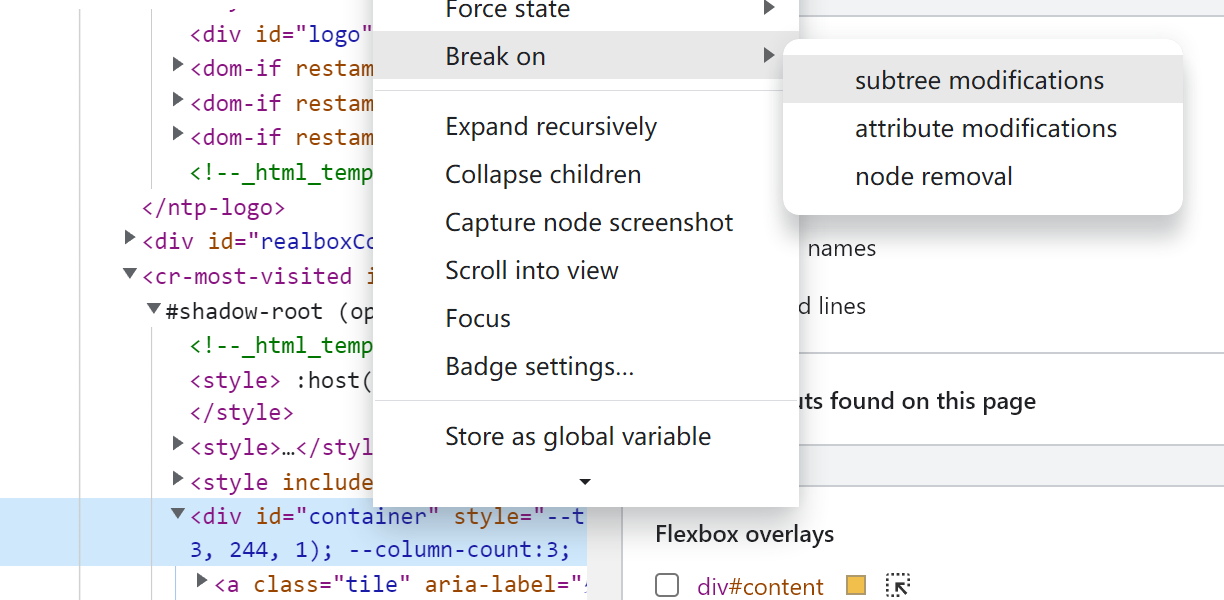 <div id="logo"
<dom-if restam
<dom-if restam
<dom-if restam
<!--_html_temp
</ntp-logo>
<div id="realboxCo
<cr-most-visited i
#shadow-root (op
<!--_html_temp
<style> :host(
</style>
<style>…</styl
<style include
<div id="container" style="--t
3, 244, 1); --column-count:3;
<a class="tile" aria-label="
Force state
Break on
Expand recursively
Collapse children
Capture node screenshot
Scroll into view
Focus
Badge settings...
Store as global variable
subtree modifications
attribute modifications
node removal
names
d lines
uts found on this page
Flexbox overlays
div#content